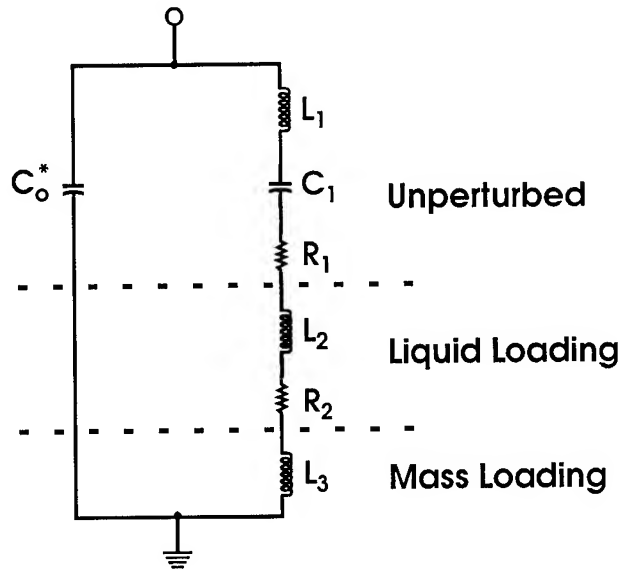 L₁
C₀*
C₁
Unperturbed
R₁
L₂
Liquid Loading
R₂
L₃
Mass Loading